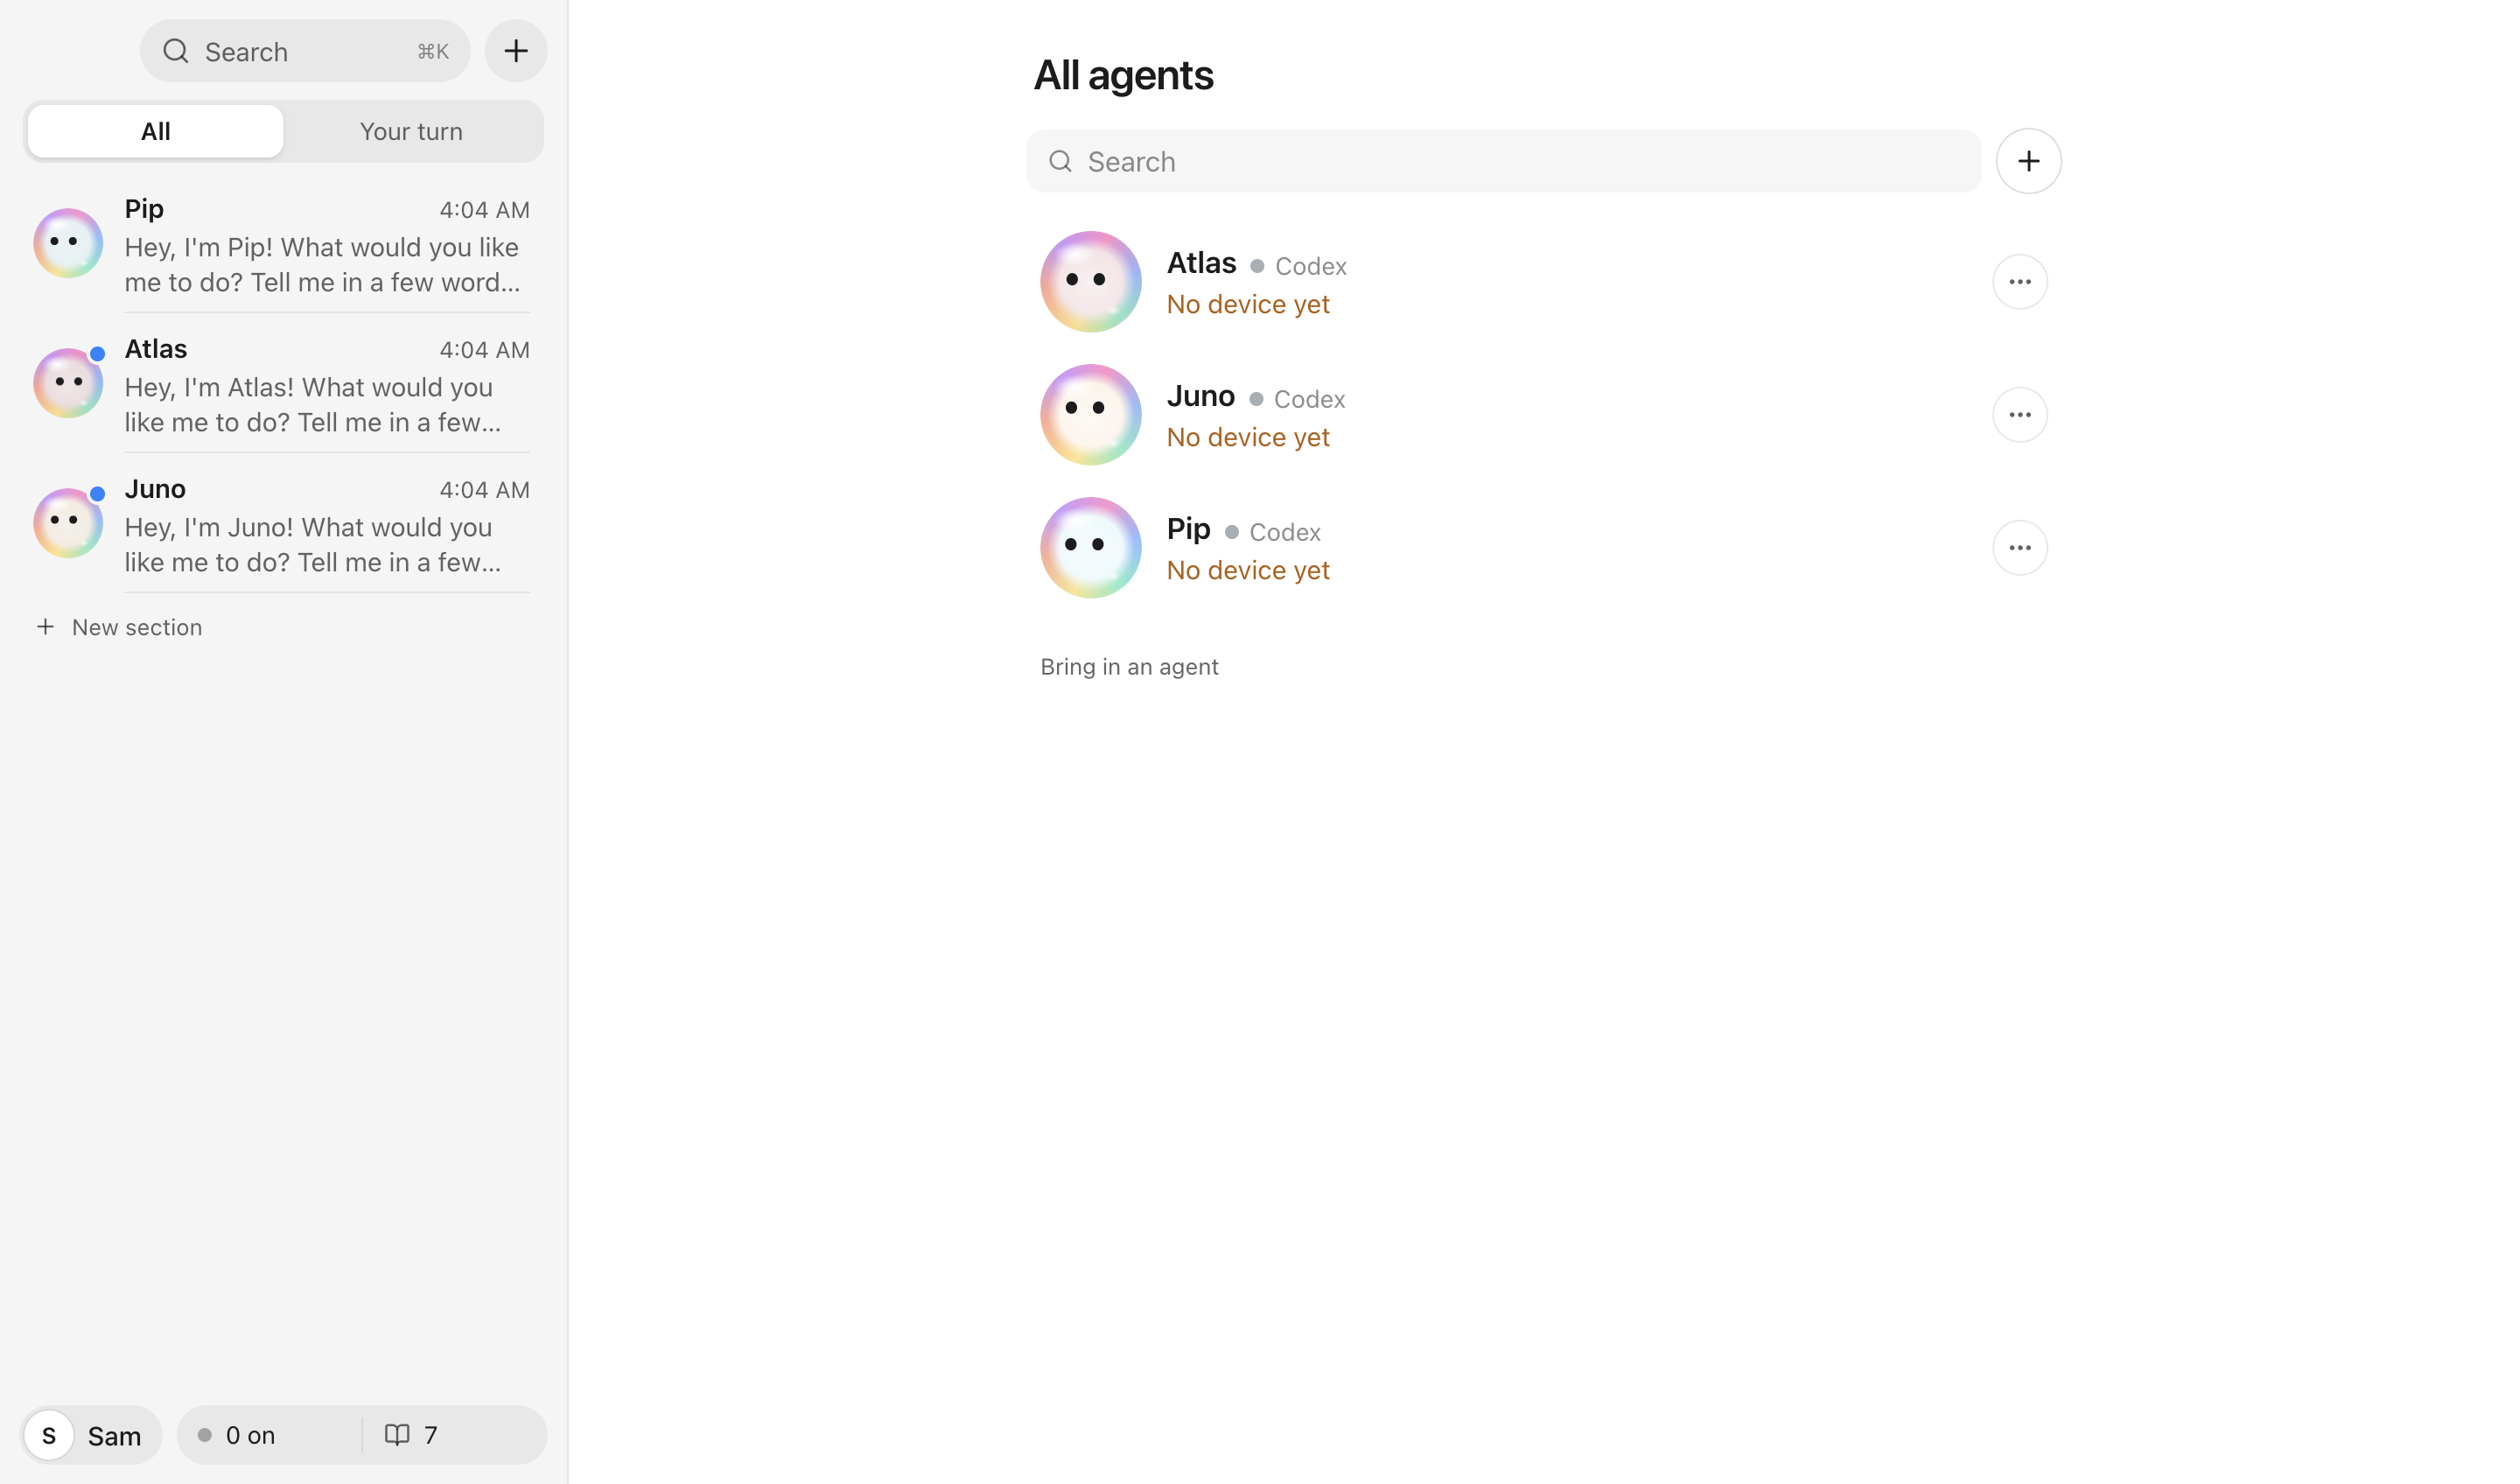 Search ⌘K
All
Your turn
Pip 4:04 AM
Hey, I'm Pip! What would you like
me to do? Tell me in a few word...
Atlas 4:04 AM
Hey, I'm Atlas! What would you
like me to do? Tell me in a few...
Juno 4:04 AM
Hey, I'm Juno! What would you
like me to do? Tell me in a few...
New section
S Sam
0 on
7
All agents
Search
Atlas Codex
No device yet
Juno Codex
No device yet
Pip Codex
No device yet
Bring in an agent